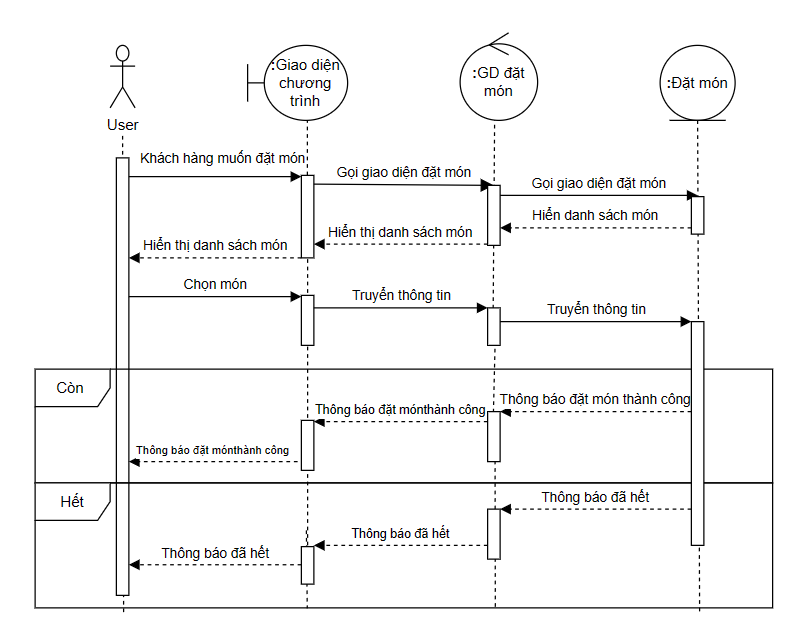 :Giao diện
chương
trình
:GD đặt
món
:Đặt món
User
Khách hàng muốn đặt món
Gọi giao diện đặt món
Gọi giao diện đặt món
Hiển danh sách món
Hiển thị danh sách món
Hiển thị danh sách món
Chọn món
Truyển thông tin
Truyển thông tin
Còn
Thông báo đặt món thành công
Thông báo đặt mónthành công
Thông báo đặt mónthành công
Hết
Thông báo đã hết
Thông báo đã hết
Thông báo đã hết